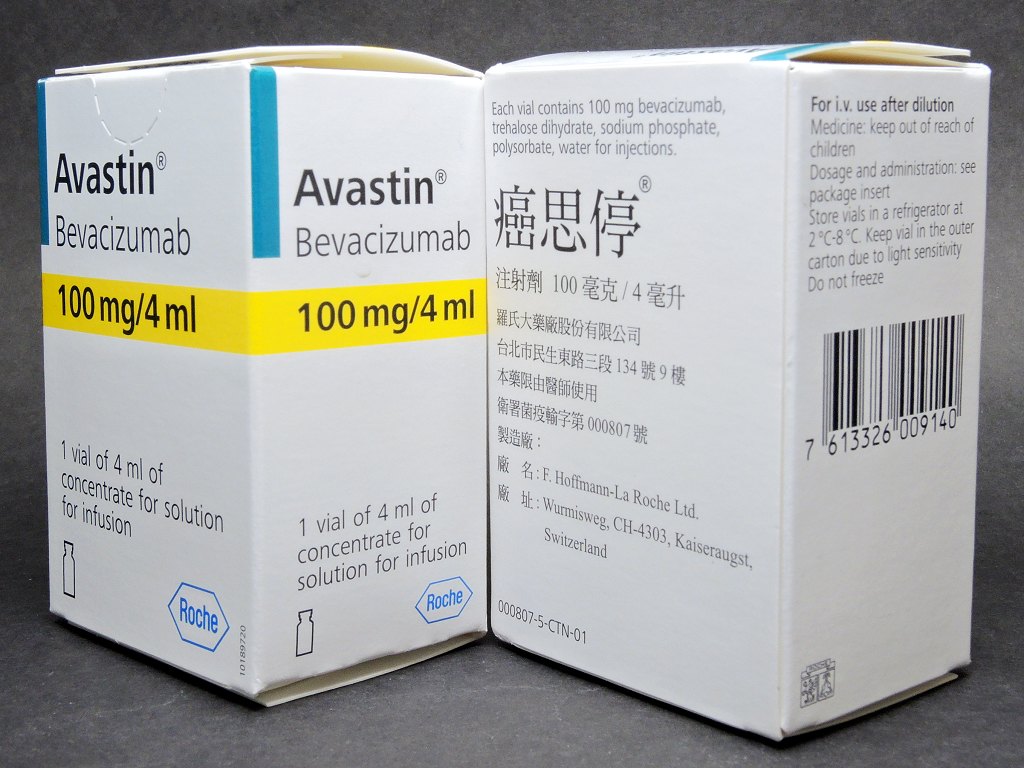 Avastin®
Bevacizumab
100 mg/4 ml
1 vial of 4 ml of
concentrate for solution
for infusion
Roche
10189720
Avastin®
Bevacizumab
100 mg/4 ml
1 vial of 4 ml of
concentrate for
solution for infusion
Roche
Each vial contains 100 mg bevacizumab,
trehalose dihydrate, sodium phosphate,
polysorbate, water for injections.
癌思停®
注射劑 100 毫克 / 4 毫升
羅氏大藥廠股份有限公司
台北市民生東路三段 134 號 9 樓
本藥限由醫師使用
衛署菌疫輸字第 000807 號
製造廠：
廠 名：F. Hoffmann-La Roche Ltd.
廠 址：Wurmisweg, CH-4303, Kaiseraugst,
Switzerland
000807-5-CTN-01
For i.v. use after dilution
Medicine: keep out of reach of
children
Dosage and administration: see
package insert
Store vials in a refrigerator at
2 °C-8 °C. Keep vial in the outer
carton due to light sensitivity
Do not freeze
7 613326 009140
ROCHE